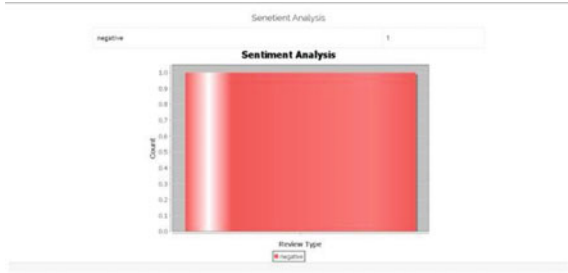 Senetient Analysis
negative 1
Sentiment Analysis
1.0
0.9
0.8
0.7
0.6
0.5
0.4
0.3
0.2
0.1
0.0
Count
Review Type
negative